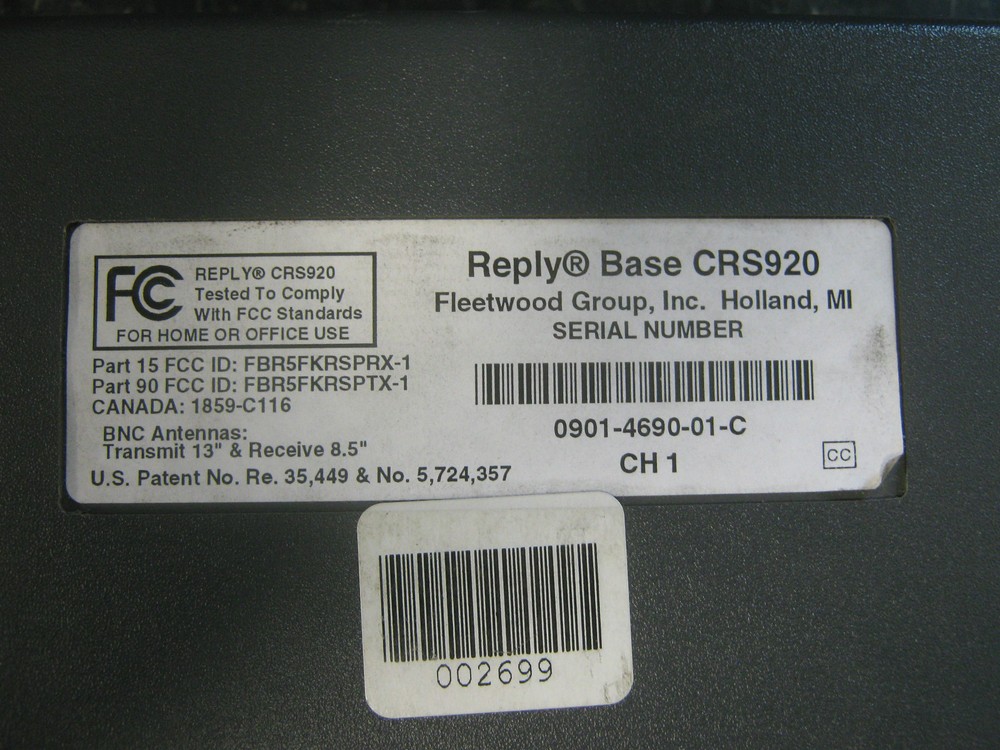 FC REPLY® CRS920
Tested To Comply
With FCC Standards
FOR HOME OR OFFICE USE
Part 15 FCC ID: FBR5FKRSPRX-1
Part 90 FCC ID: FBR5FKRSPTX-1
CANADA: 1859-C116
BNC Antennas:
Transmit 13" & Receive 8.5"
U.S. Patent No. Re. 35,449 & No. 5,724,357
Reply® Base CRS920
Fleetwood Group, Inc. Holland, MI
SERIAL NUMBER
0901-4690-01-C
CH 1
CC
002699